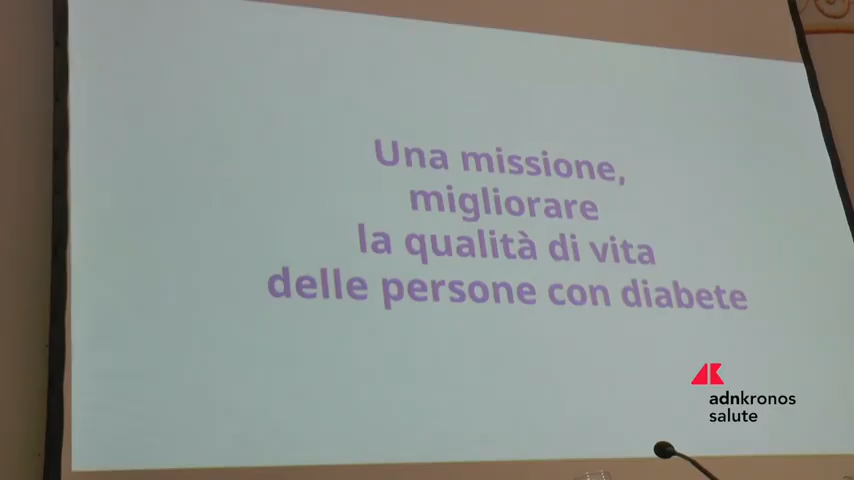 Una missione,
migliorare
la qualità di vita
delle persone con diabete
adnkronos
salute